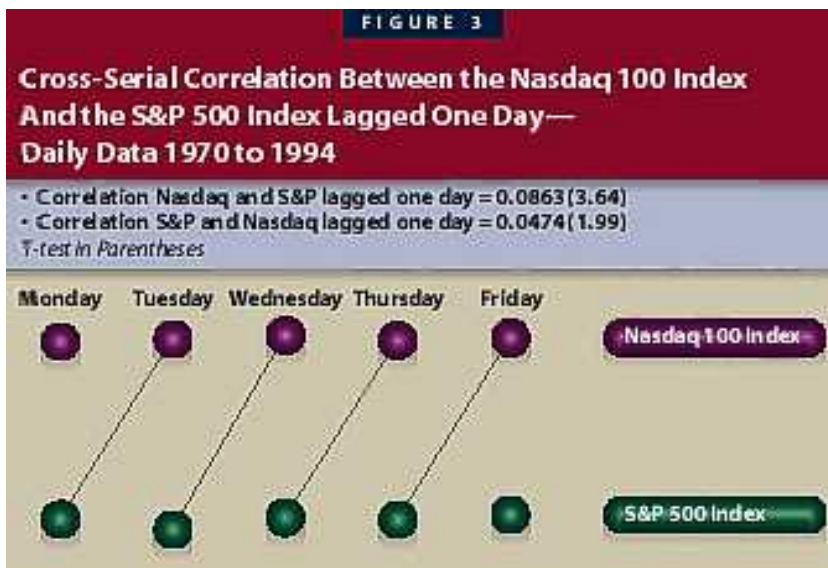 FIGURE 3
Cross-Serial Correlation Between the Nasdaq 100 Index
And the S&P 500 Index Lagged One Day—
Daily Data 1970 to 1994
• Correlation Nasdaq and S&P lagged one day = 0.0863 (3.64)
• Correlation S&P and Nasdaq lagged one day = 0.0474 (1.99)
T-test in Parentheses
Monday Tuesday Wednesday Thursday Friday
Nasdaq 100 Index
S&P 500 Index